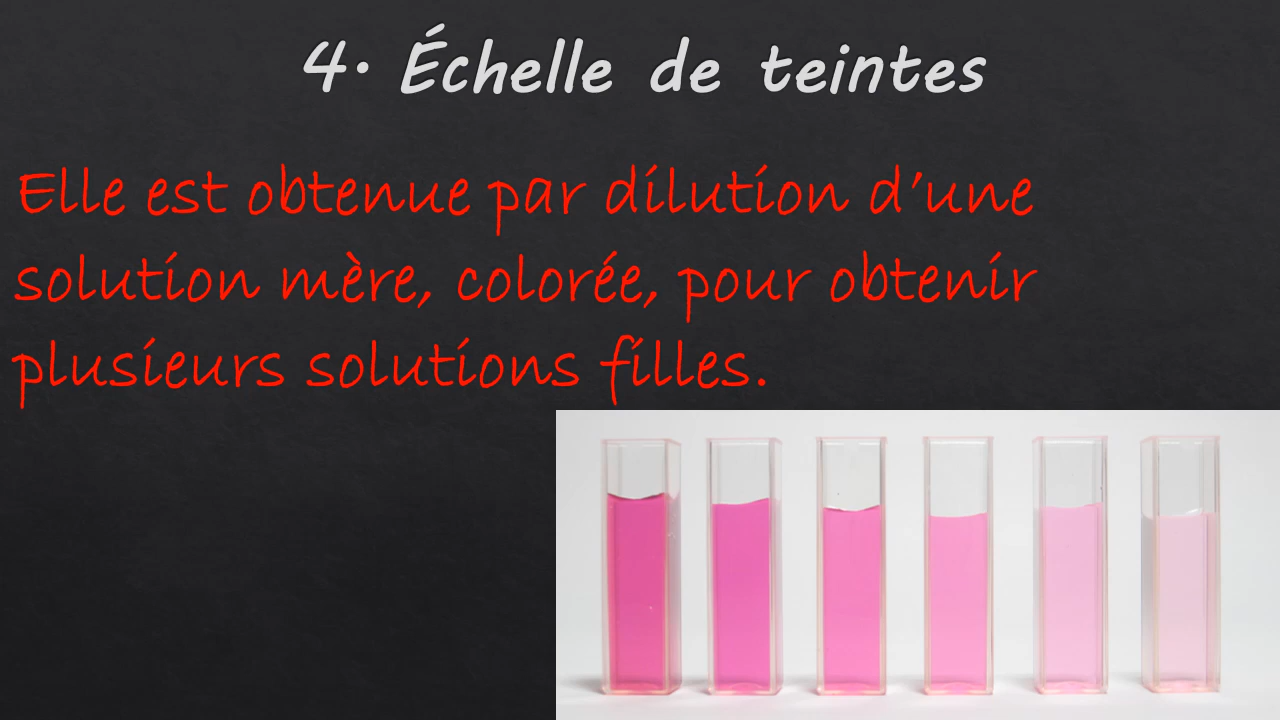 4. Échelle de teintes
Elle est obtenue par dilution d’une
solution mère, colorée, pour obtenir
plusieurs solutions filles.